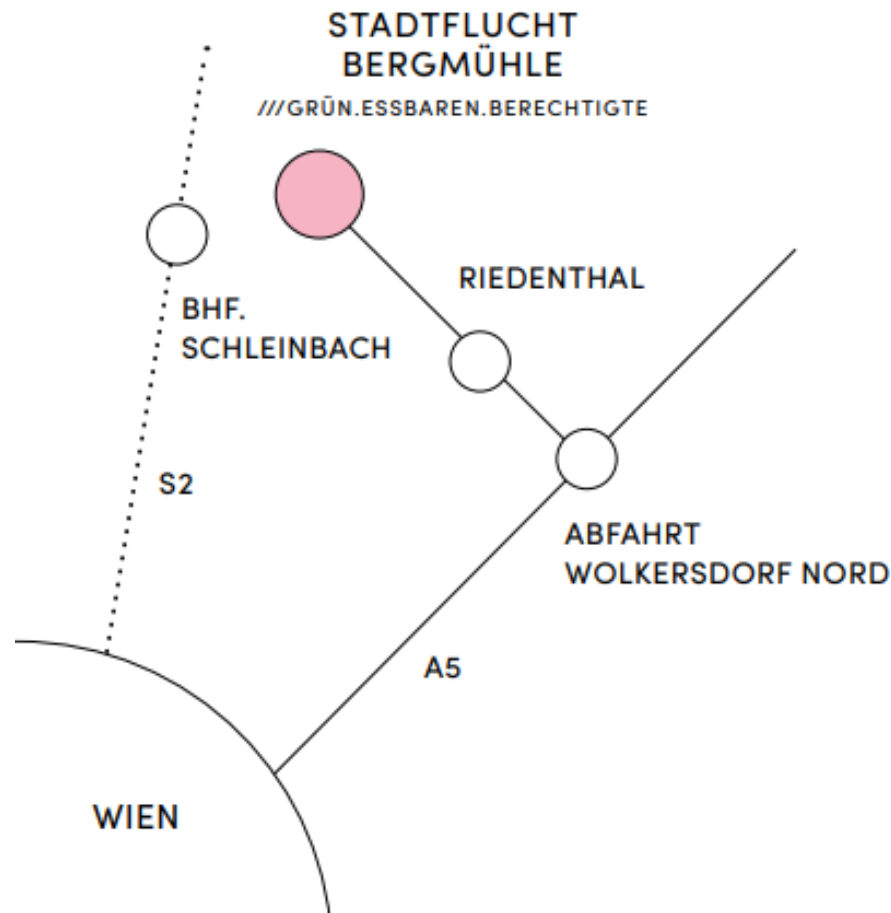 STADTFLUCHT
BERGMÜHLE
///GRÜN.ESSBAREN.BERECHTIGTE
RIEDENTHAL
BHF.
SCHLEINBACH
S2
ABFAHRT
WOLKERSDORF NORD
A5
WIEN